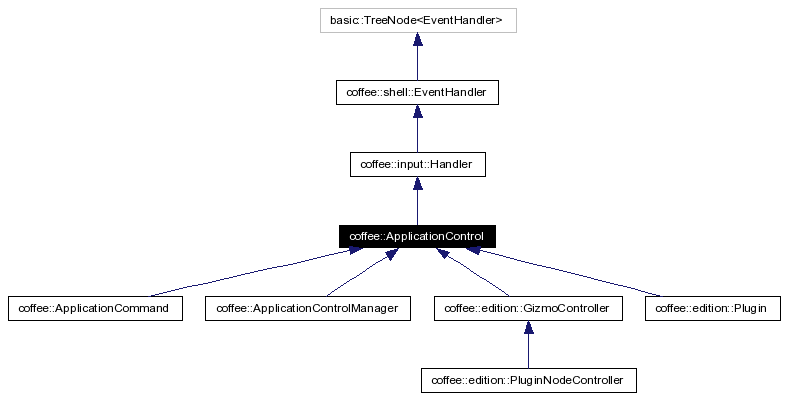 basic::TreeNode<EventHandler>
coffee::shell::EventHandler
coffee::input::Handler
coffee::ApplicationControl
coffee::ApplicationCommand
coffee::ApplicationControlManager
coffee::edition::GizmoController
coffee::edition::Plugin
coffee::edition::PluginNodeController